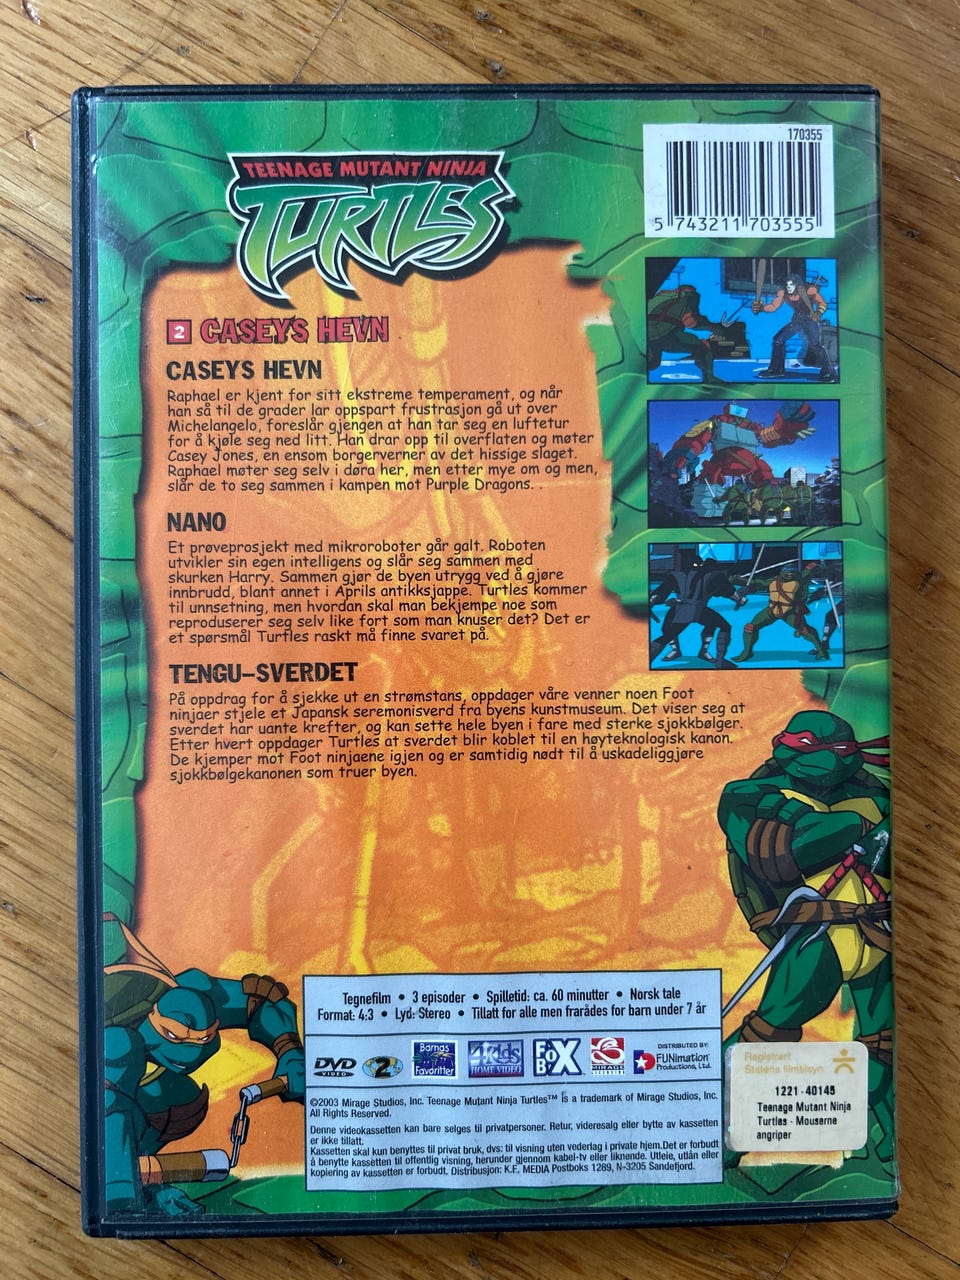 TEENAGE MUTANT NINJA
TURTLES
170355
5 743211 703555
2 CASEYS HEVN
CASEYS HEVN
Raphael er kjent for sitt ekstreme temperament, og når
han så til de grader lar oppspart frustrasjon gå ut over
Michelangelo, foreslår gjengen at han tar seg en luftetur
for å kjøle seg ned litt. Han drar opp til overflaten og møter
Casey Jones, en ensom borgerverner av det hissige slaget.
Raphael møter seg selv i døra her, men etter mye om og men,
slår de to seg sammen i kampen mot Purple Dragons. .
NANO
Et prøveprosjekt med mikroroboter går galt. Roboten
utvikler sin egen intelligens og slår seg sammen med
skurken Harry. Sammen gjør de byen utrygg ved å gjøre
innbrudd, blant annet i Aprils antikksjappe. Turtles kommer
til unnsetning, men hvordan skal man bekjempe noe som
reproduserer seg selv like fort som man knuser det? Det er
et spørsmål Turtles raskt må finne svaret på.
TENGU-SVERDET
På oppdrag for å sjekke ut en strømstans, oppdager våre venner noen Foot
ninjaer stjele et Japansk seremonisverd fra byens kunstmuseum. Det viser seg at
sverdet har uante krefter, og kan sette hele byen i fare med sterke sjokkbølger.
Etter hvert oppdager Turtles at sverdet blir koblet til en høyteknologisk kanon.
De kjemper mot Foot ninjaene igjen og er samtidig nødt til å uskadeliggjøre
sjokkbølgekanonen som truer byen.
Tegnefilm • 3 episoder • Spilletid: ca. 60 minutter • Norsk tale
Format: 4:3 • Lyd: Stereo • Tillatt for alle men frarådes for barn under 7 år
DVD
VIDEO
2
Barnas
Favoritter
4Kids
HOME VIDEO
FOX
BOX
MIRAGE
DISTRIBUTED BY:
FUNimation
Productions, Ltd.
©2003 Mirage Studios, Inc. Teenage Mutant Ninja Turtles™ is a trademark of Mirage Studios, Inc.
All Rights Reserved.
Denne videokassetten kan bare selges til privatpersoner. Retur, videresalg eller bytte av kassetten
er ikke tillatt.
Kassetten skal kun benyttes til privat bruk, dvs: til visning uten vederlag i private hjem.Det er forbudt
å benytte kassetten til offentlig visning, herunder gjennom kabel-tv eller liknende. Utleie, utlån eller
kopiering av kassetten er forbudt. Distribusjon: K.F. MEDIA Postboks 1289, N-3205 Sandefjord.
Registrert
Statens filmtilsyn
1221-40145
Teenage Mutant Ninja
Turtles - Mouserne
angriper